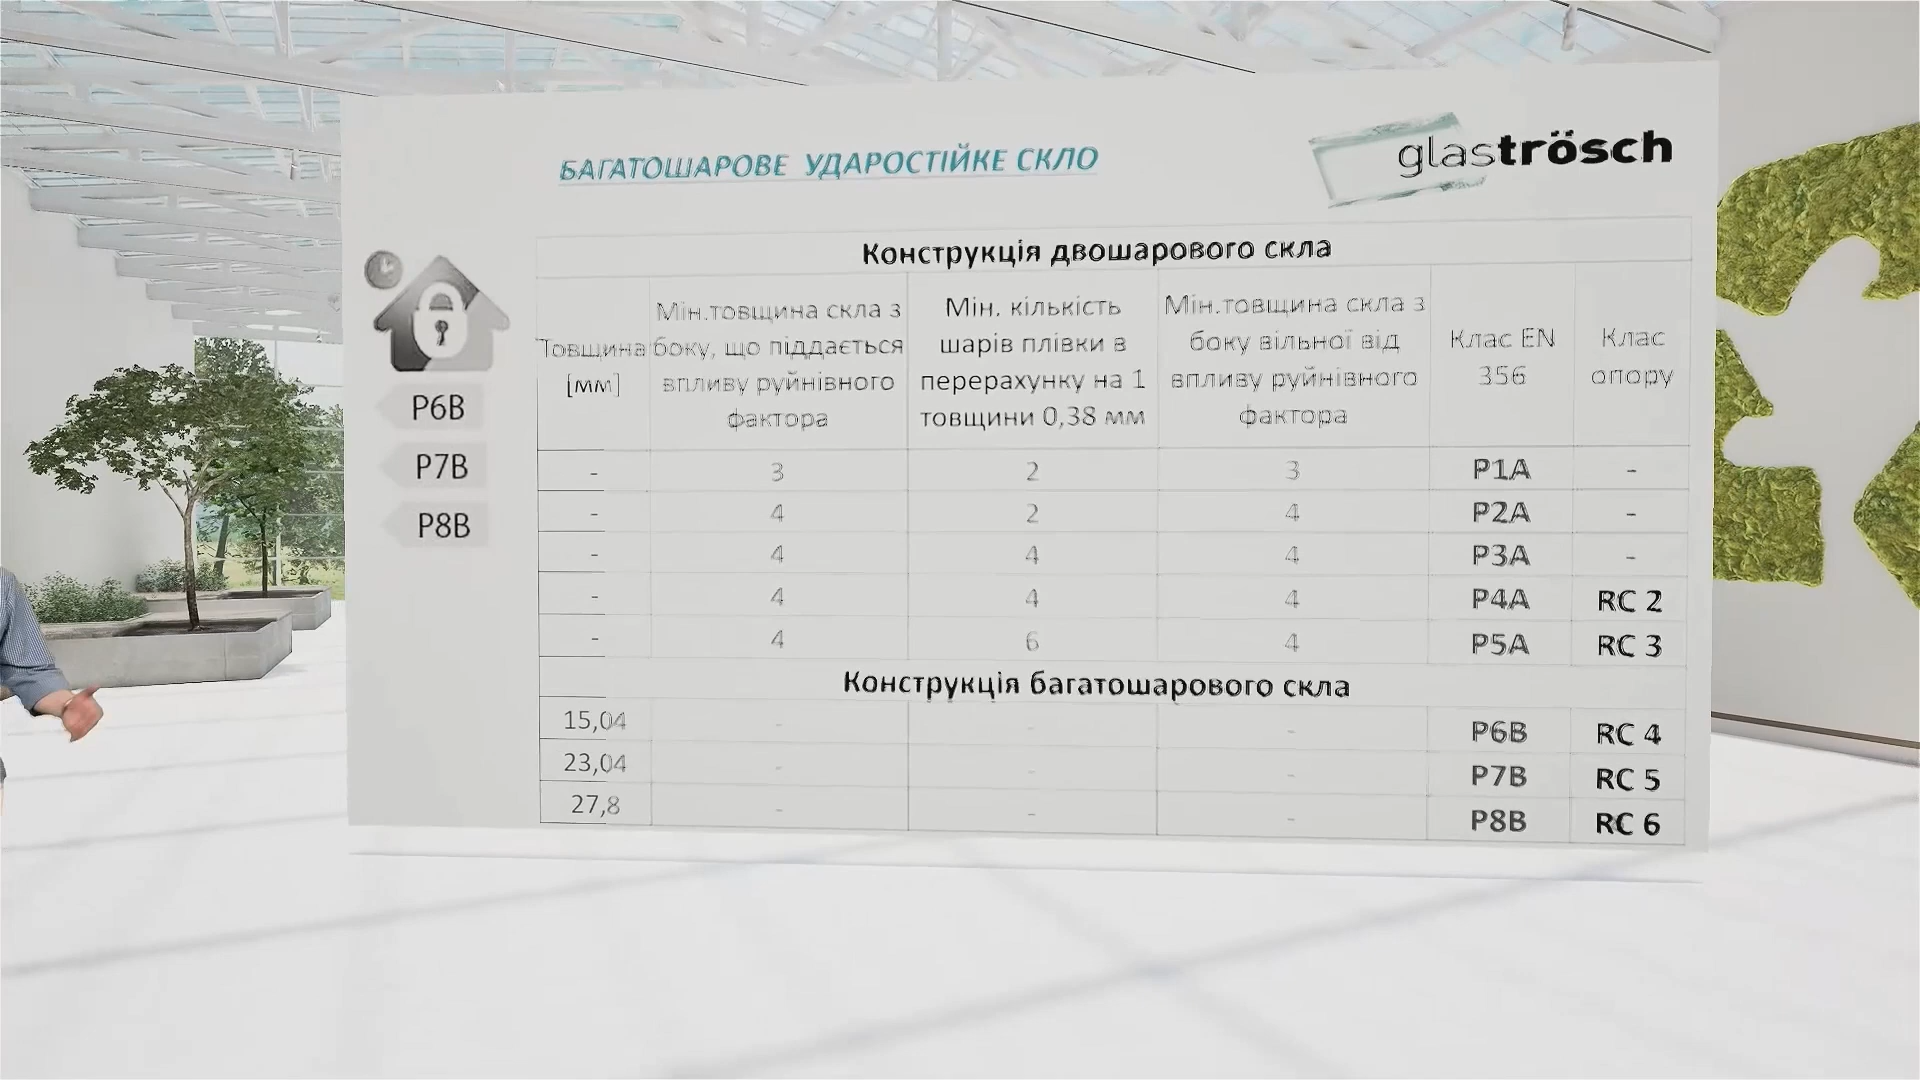 БАГАТОШАРОВЕ УДАРОСТІЙКЕ СКЛО
glaströsch
P6B
P7B
P8B
Конструкція двошарового скла
Товщина [мм]
Мін.товщина скла з
боку, що піддається
впливу руйнівного
фактора
Мін. кількість
шарів плівки в
перерахунку на 1
товщини 0,38 мм
Мін.товщина скла з
боку вільної від
впливу руйнівного
фактора
Клас EN
356
Клас
опору
- 3 2 3 P1A -
- 4 2 4 P2A -
- 4 4 4 P3A -
- 4 4 4 P4A RC 2
- 4 6 4 P5A RC 3
Конструкція багатошарового скла
15,04 - - - P6B RC 4
23,04 - - - P7B RC 5
27,8 - - - P8B RC 6